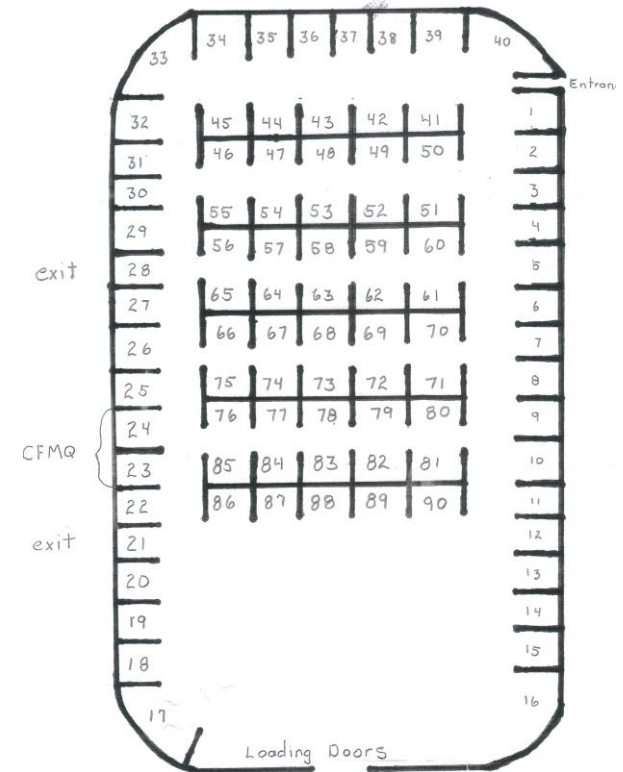 34 35 36 37 38 39
33 40
Entran
32 45 44 43 42 41 1
31 46 47 48 49 50 2
30 3
29 55 54 53 52 51 4
56 57 58 59 60
exit 28 5
27 65 64 63 62 61 6
66 67 68 69 70 7
26
25 75 74 73 72 71 8
24 76 77 78 79 80 9
CFMQ
23 85 84 83 82 81 10
22 86 87 88 89 90 11
exit 21 12
20 13
19 14
18 15
17 16
Loading Doors